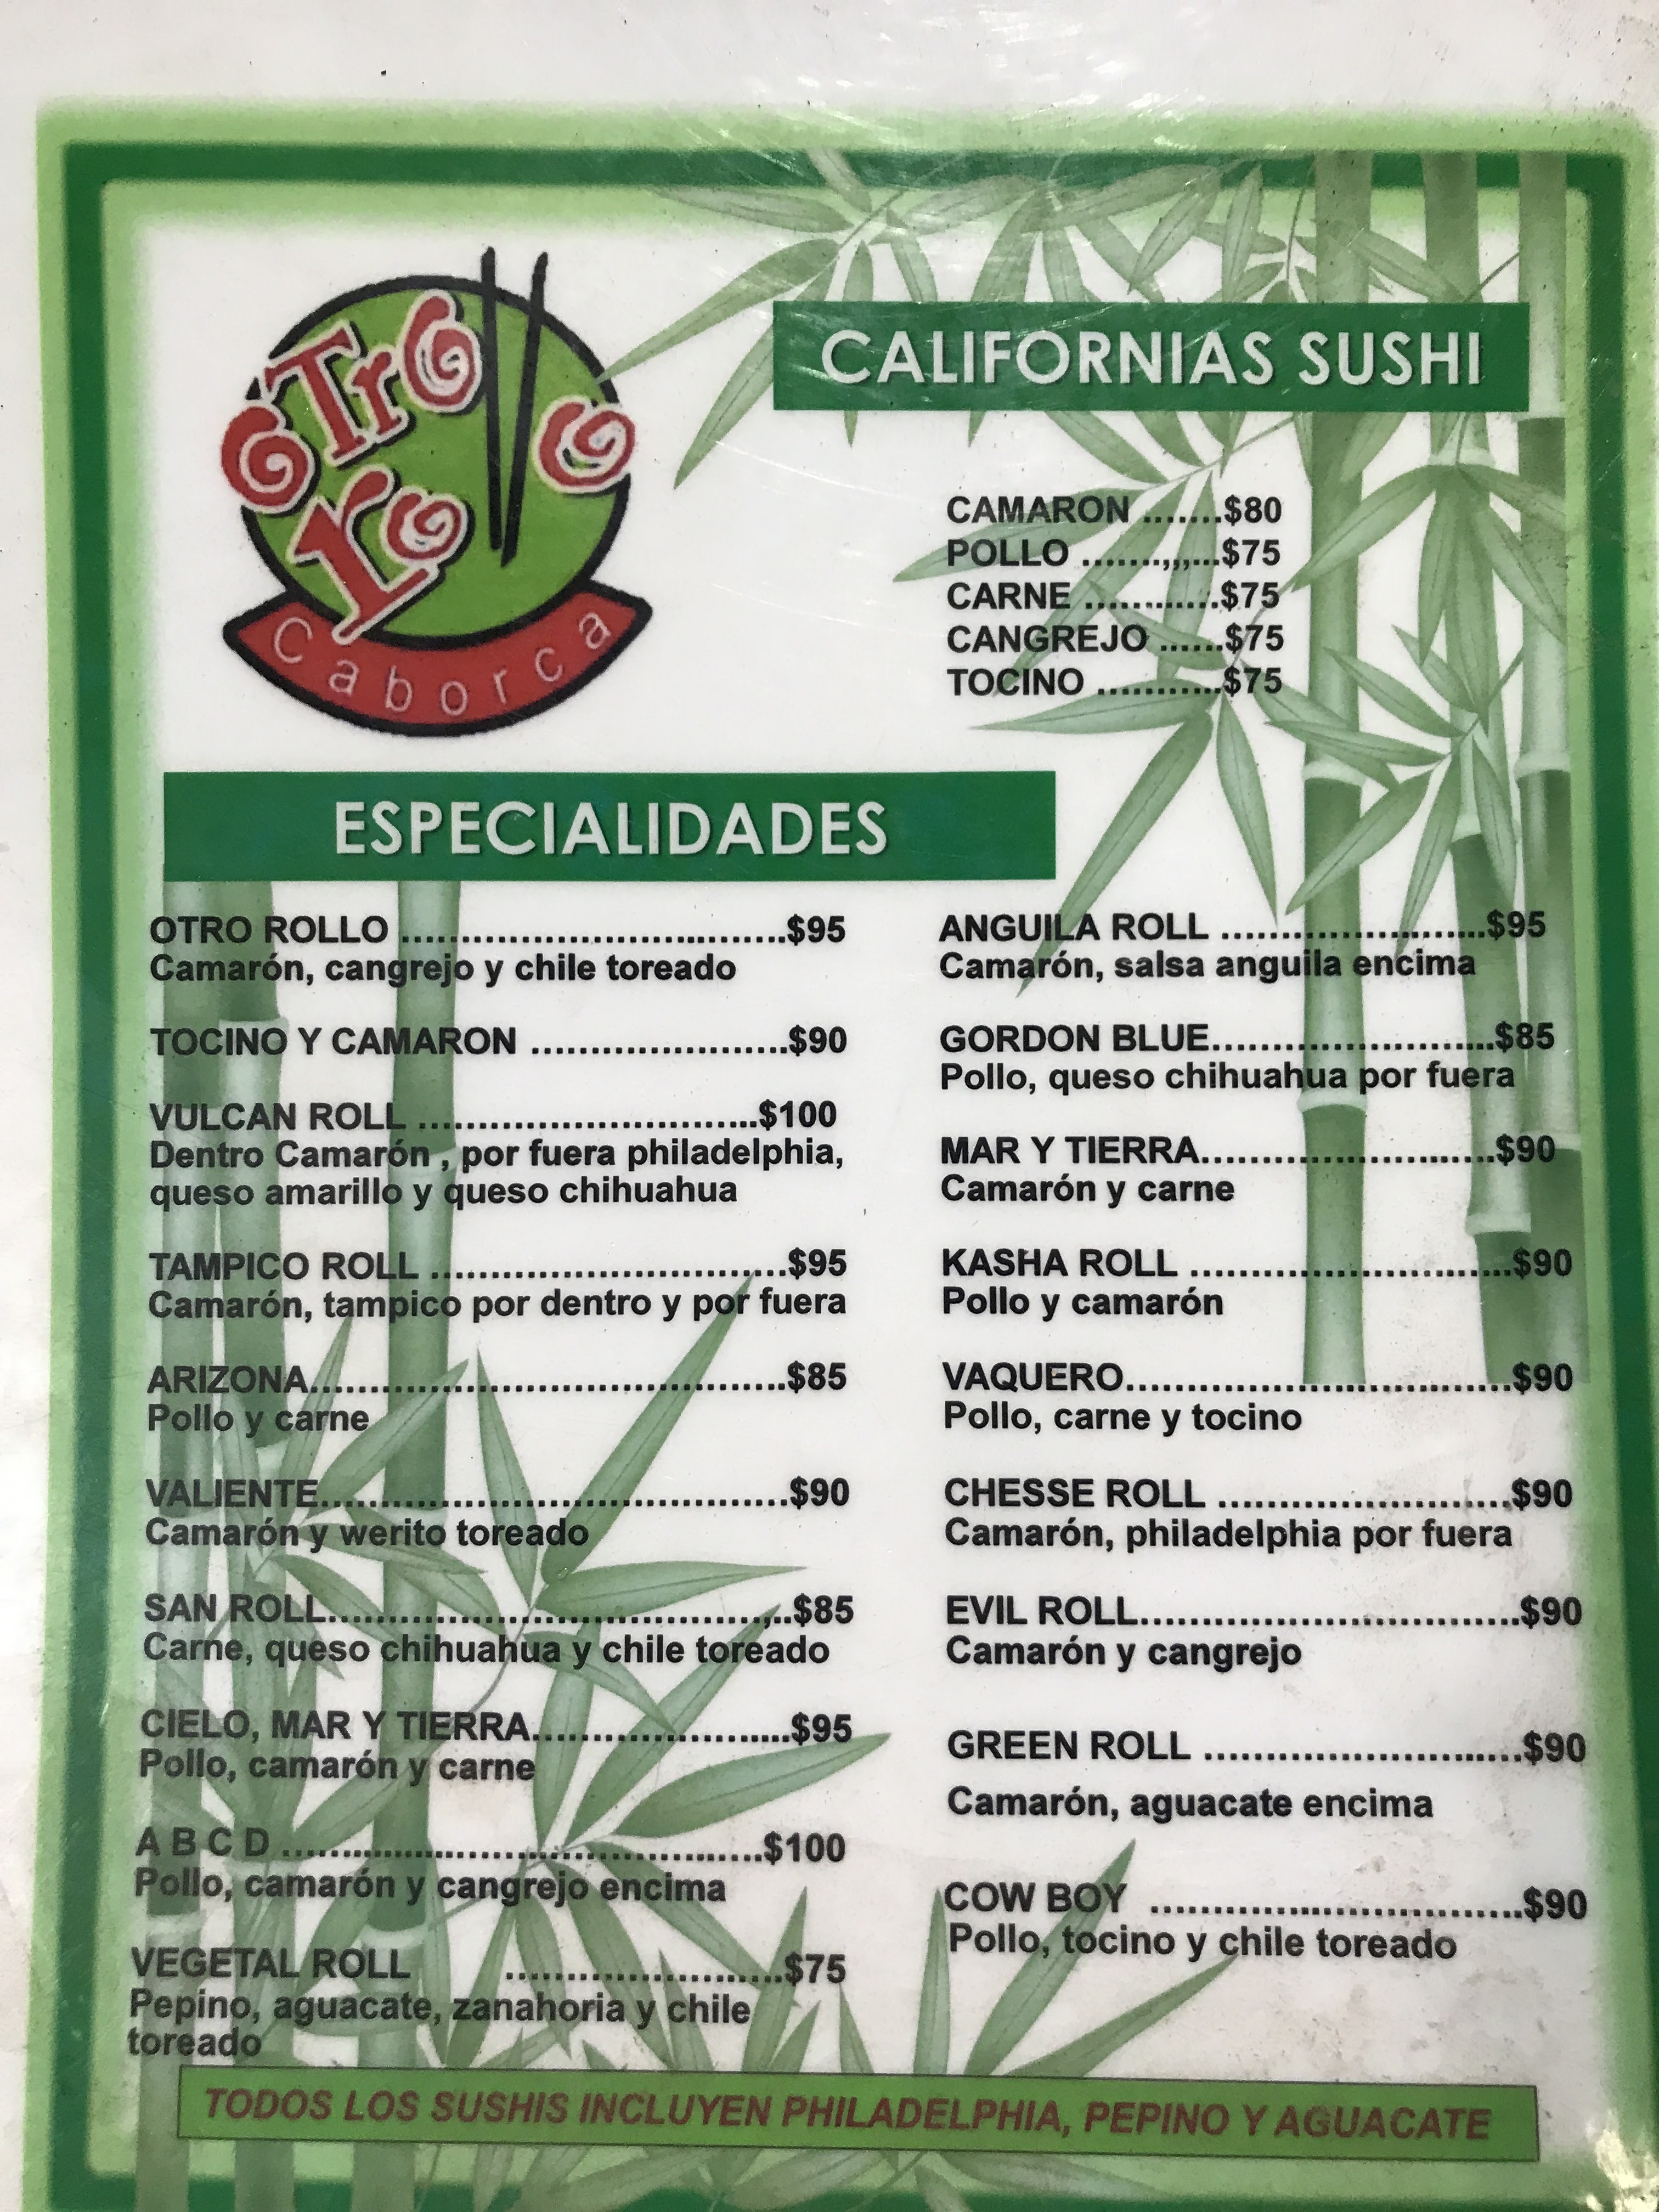 Otro Rollo
Caborca
CALIFORNIAS SUSHI
CAMARON .......$80
POLLO .......,,,...$75
CARNE ............$75
CANGREJO ......$75
TOCINO ...........$75
ESPECIALIDADES
OTRO ROLLO ................................$95
Camarón, cangrejo y chile toreado
TOCINO Y CAMARON ......................$90
VULCAN ROLL .............................$100
Dentro Camarón , por fuera philadelphia,
queso amarillo y queso chihuahua
TAMPICO ROLL ..............................$95
Camarón, tampico por dentro y por fuera
ARIZONA........................................$85
Pollo y carne
VALIENTE.......................................$90
Camarón y werito toreado
SAN ROLL.....................................,..$85
Carne, queso chihuahua y chile toreado
CIELO, MAR Y TIERRA......................$95
Pollo, camarón y carne
A B C D ........................................$100
Pollo, camarón y cangrejo encima
VEGETAL ROLL .......................$75
Pepino, aguacate, zanahoria y chile
toreado
ANGUILA ROLL ......................$95
Camarón, salsa anguila encima
GORDON BLUE........................$85
Pollo, queso chihuahua por fuera
MAR Y TIERRA.........................$90
Camarón y carne
KASHA ROLL ...........................$90
Pollo y camarón
VAQUERO................................$90
Pollo, carne y tocino
CHESSE ROLL .........................$90
Camarón, philadelphia por fuera
EVIL ROLL................................$90
Camarón y cangrejo
GREEN ROLL ...........................$90
Camarón, aguacate encima
COW BOY ...............................$90
Pollo, tocino y chile toreado
TODOS LOS SUSHIS INCLUYEN PHILADELPHIA, PEPINO Y AGUACATE